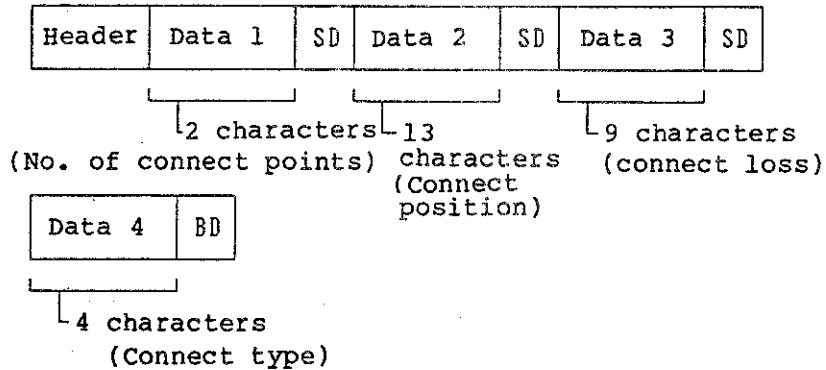 Header Data 1 SD Data 2 SD Data 3 SD
2 characters
(No. of connect points)
13
characters
(Connect
position)
9 characters
(connect loss)
Data 4 BD
4 characters
(Connect type)